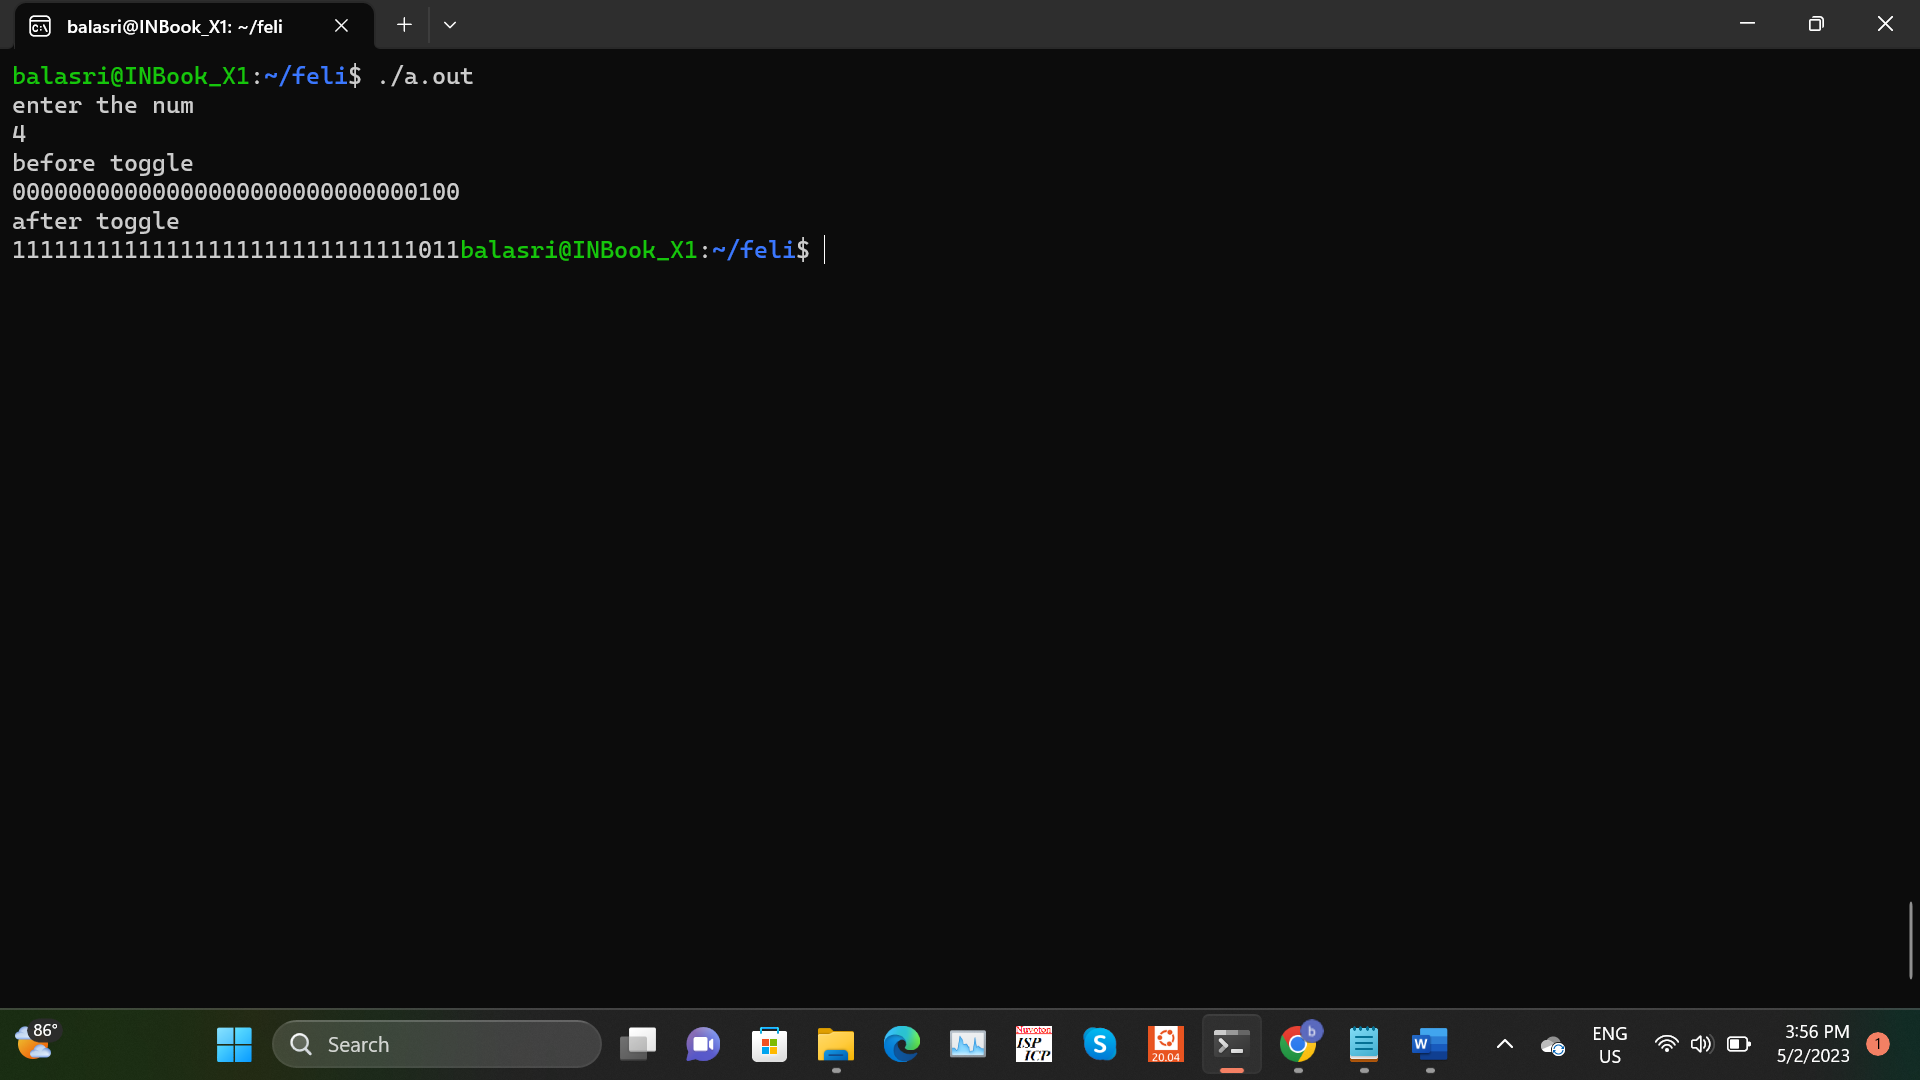 balasri@INBook_X1: ~/feli
balasri@INBook_X1:~/feli$ ./a.out
enter the num
4
before toggle
00000000000000000000000000000100
after toggle
11111111111111111111111111111011balasri@INBook_X1:~/feli$
86°
Search
Nuvoton
ISP
ICP
S
20.04
b
W
ENG
US
3:56 PM
5/2/2023
1